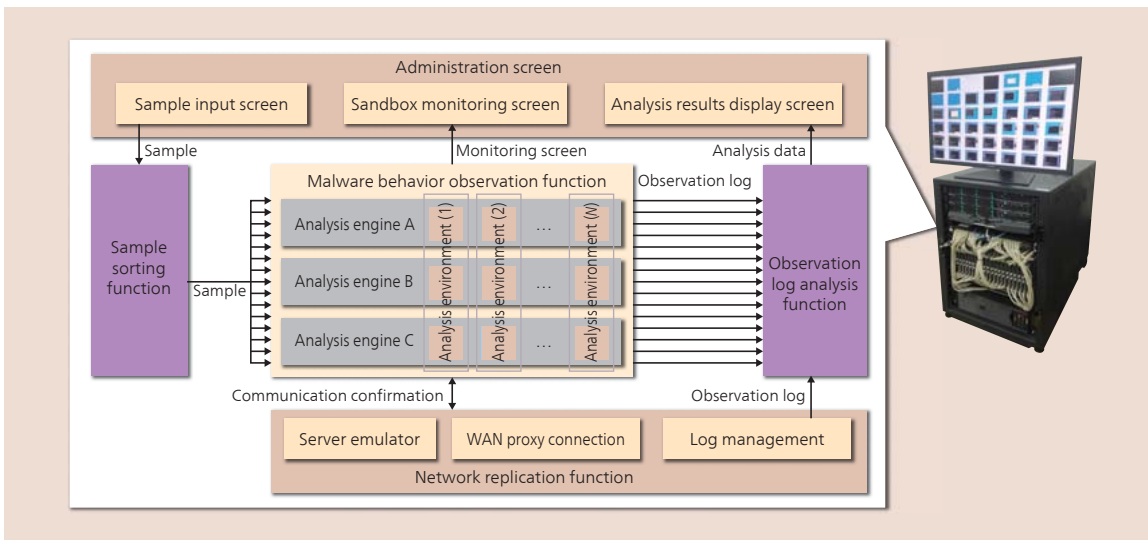 Administration screen
Sample input screen
Sandbox monitoring screen
Analysis results display screen
Sample
Monitoring screen
Analysis data
Malware behavior observation function
Observation log
Analysis engine A
Analysis engine B
Analysis engine C
Analysis environment (1)
Analysis environment (2)
…
…
…
Analysis environment (N)
Sample
sorting
function
Sample
Observation
log analysis
function
Communication confirmation
Observation log
Server emulator
WAN proxy connection
Log management
Network replication function